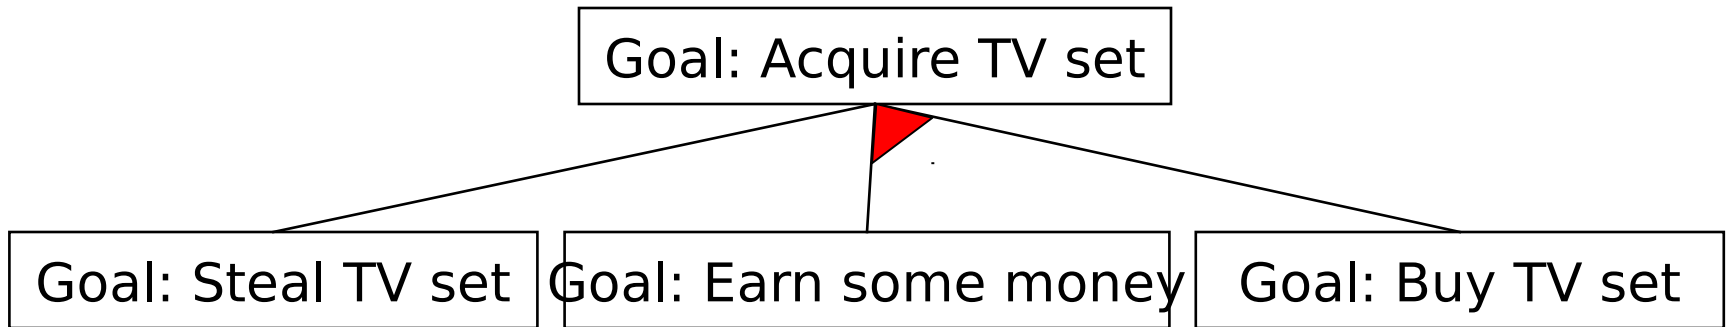 Goal: Acquire TV set
Goal: Steal TV set
Goal: Earn some money
Goal: Buy TV set